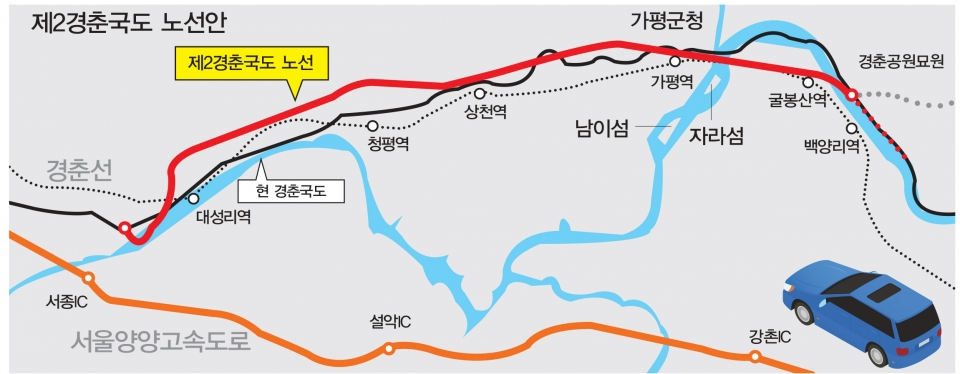 제2경춘국도 노선안
가평군청
제2경춘국도 노선
경춘공원묘원
가평역
굴봉산역
상천역
남이섬
자라섬
청평역
백양리역
경춘선
현 경춘국도
대성리역
서종IC
설악IC
서울양양고속도로
강촌IC